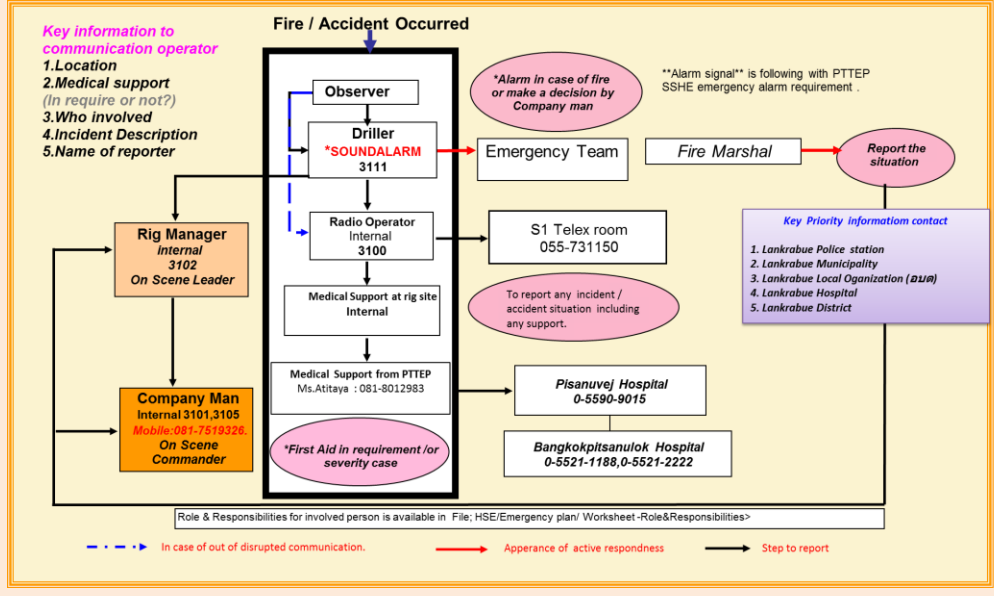 Fire / Accident Occurred
Key information to
communication operator
1.Location
2.Medical support
(In require or not?)
3.Who involved
4.Incident Description
5.Name of reporter
Observer
Driller
*SOUNDALARM
3111
*Alarm in case of fire
or make a decision by
Company man
**Alarm signal** is following with PTTEP
SSHE emergency alarm requirement .
Emergency Team
Fire Marshal
Report the
situation
Rig Manager
internal
3102
On Scene Leader
Radio Operator
Internal
3100
S1 Telex room
055-731150
Key Priority informatiom contact
1. Lankrabue Police station
2. Lankrabue Municipality
3. Lankrabue Local Oganization (อบต)
4. Lankrabue Hospital
5. Lankrabue District
Medical Support at rig site
Internal
To report any incident /
accident situation including
any support.
Medical Support from PTTEP
Ms.Atitaya : 081-8012983
Pisanuvej Hospital
0-5590-9015
Company Man
Internal 3101,3105
Mobile:081-7519326.
On Scene
Commander
*First Aid in requirement /or
severity case
Bangkokpitsanulok Hospital
0-5521-1188,0-5521-2222
Role & Responsibilities for involved person is available in File; HSE/Emergency plan/ Worksheet -Role&Responsibilities>
In case of out of disrupted communication.
Apperance of active respondness
Step to report